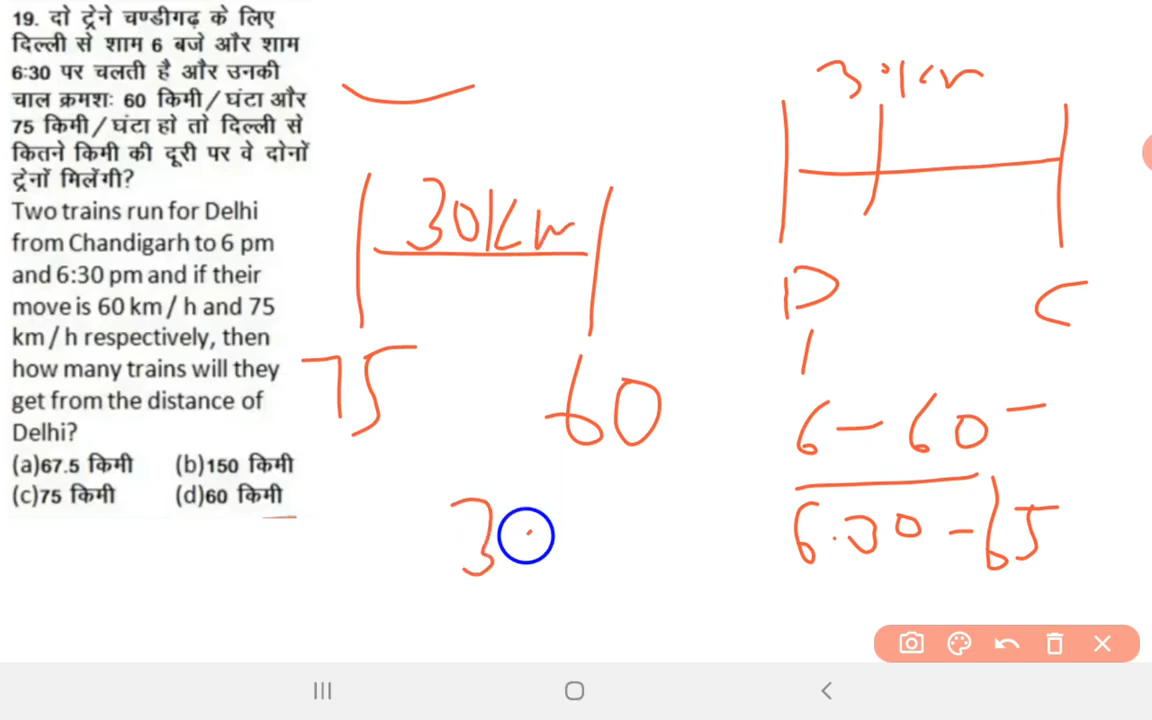 19. दो ट्रेने चण्डीगढ़ के लिए
दिल्ली से शाम 6 बजे और शाम
6:30 पर चलती है और उनकी
चाल क्रमशः 60 किमी/घंटा और
75 किमी/घंटा हो तो दिल्ली से
कितने किमी की दूरी पर वे दोनों
ट्रेनों मिलेंगी?
Two trains run for Delhi
from Chandigarh to 6 pm
and 6:30 pm and if their
move is 60 km / h and 75
km / h respectively, then
how many trains will they
get from the distance of
Delhi?
(a)67.5 किमी (b)150 किमी
(c)75 किमी (d)60 किमी
30Km
75 60
30
30Km
D C
6 - 60
6.30 - 65